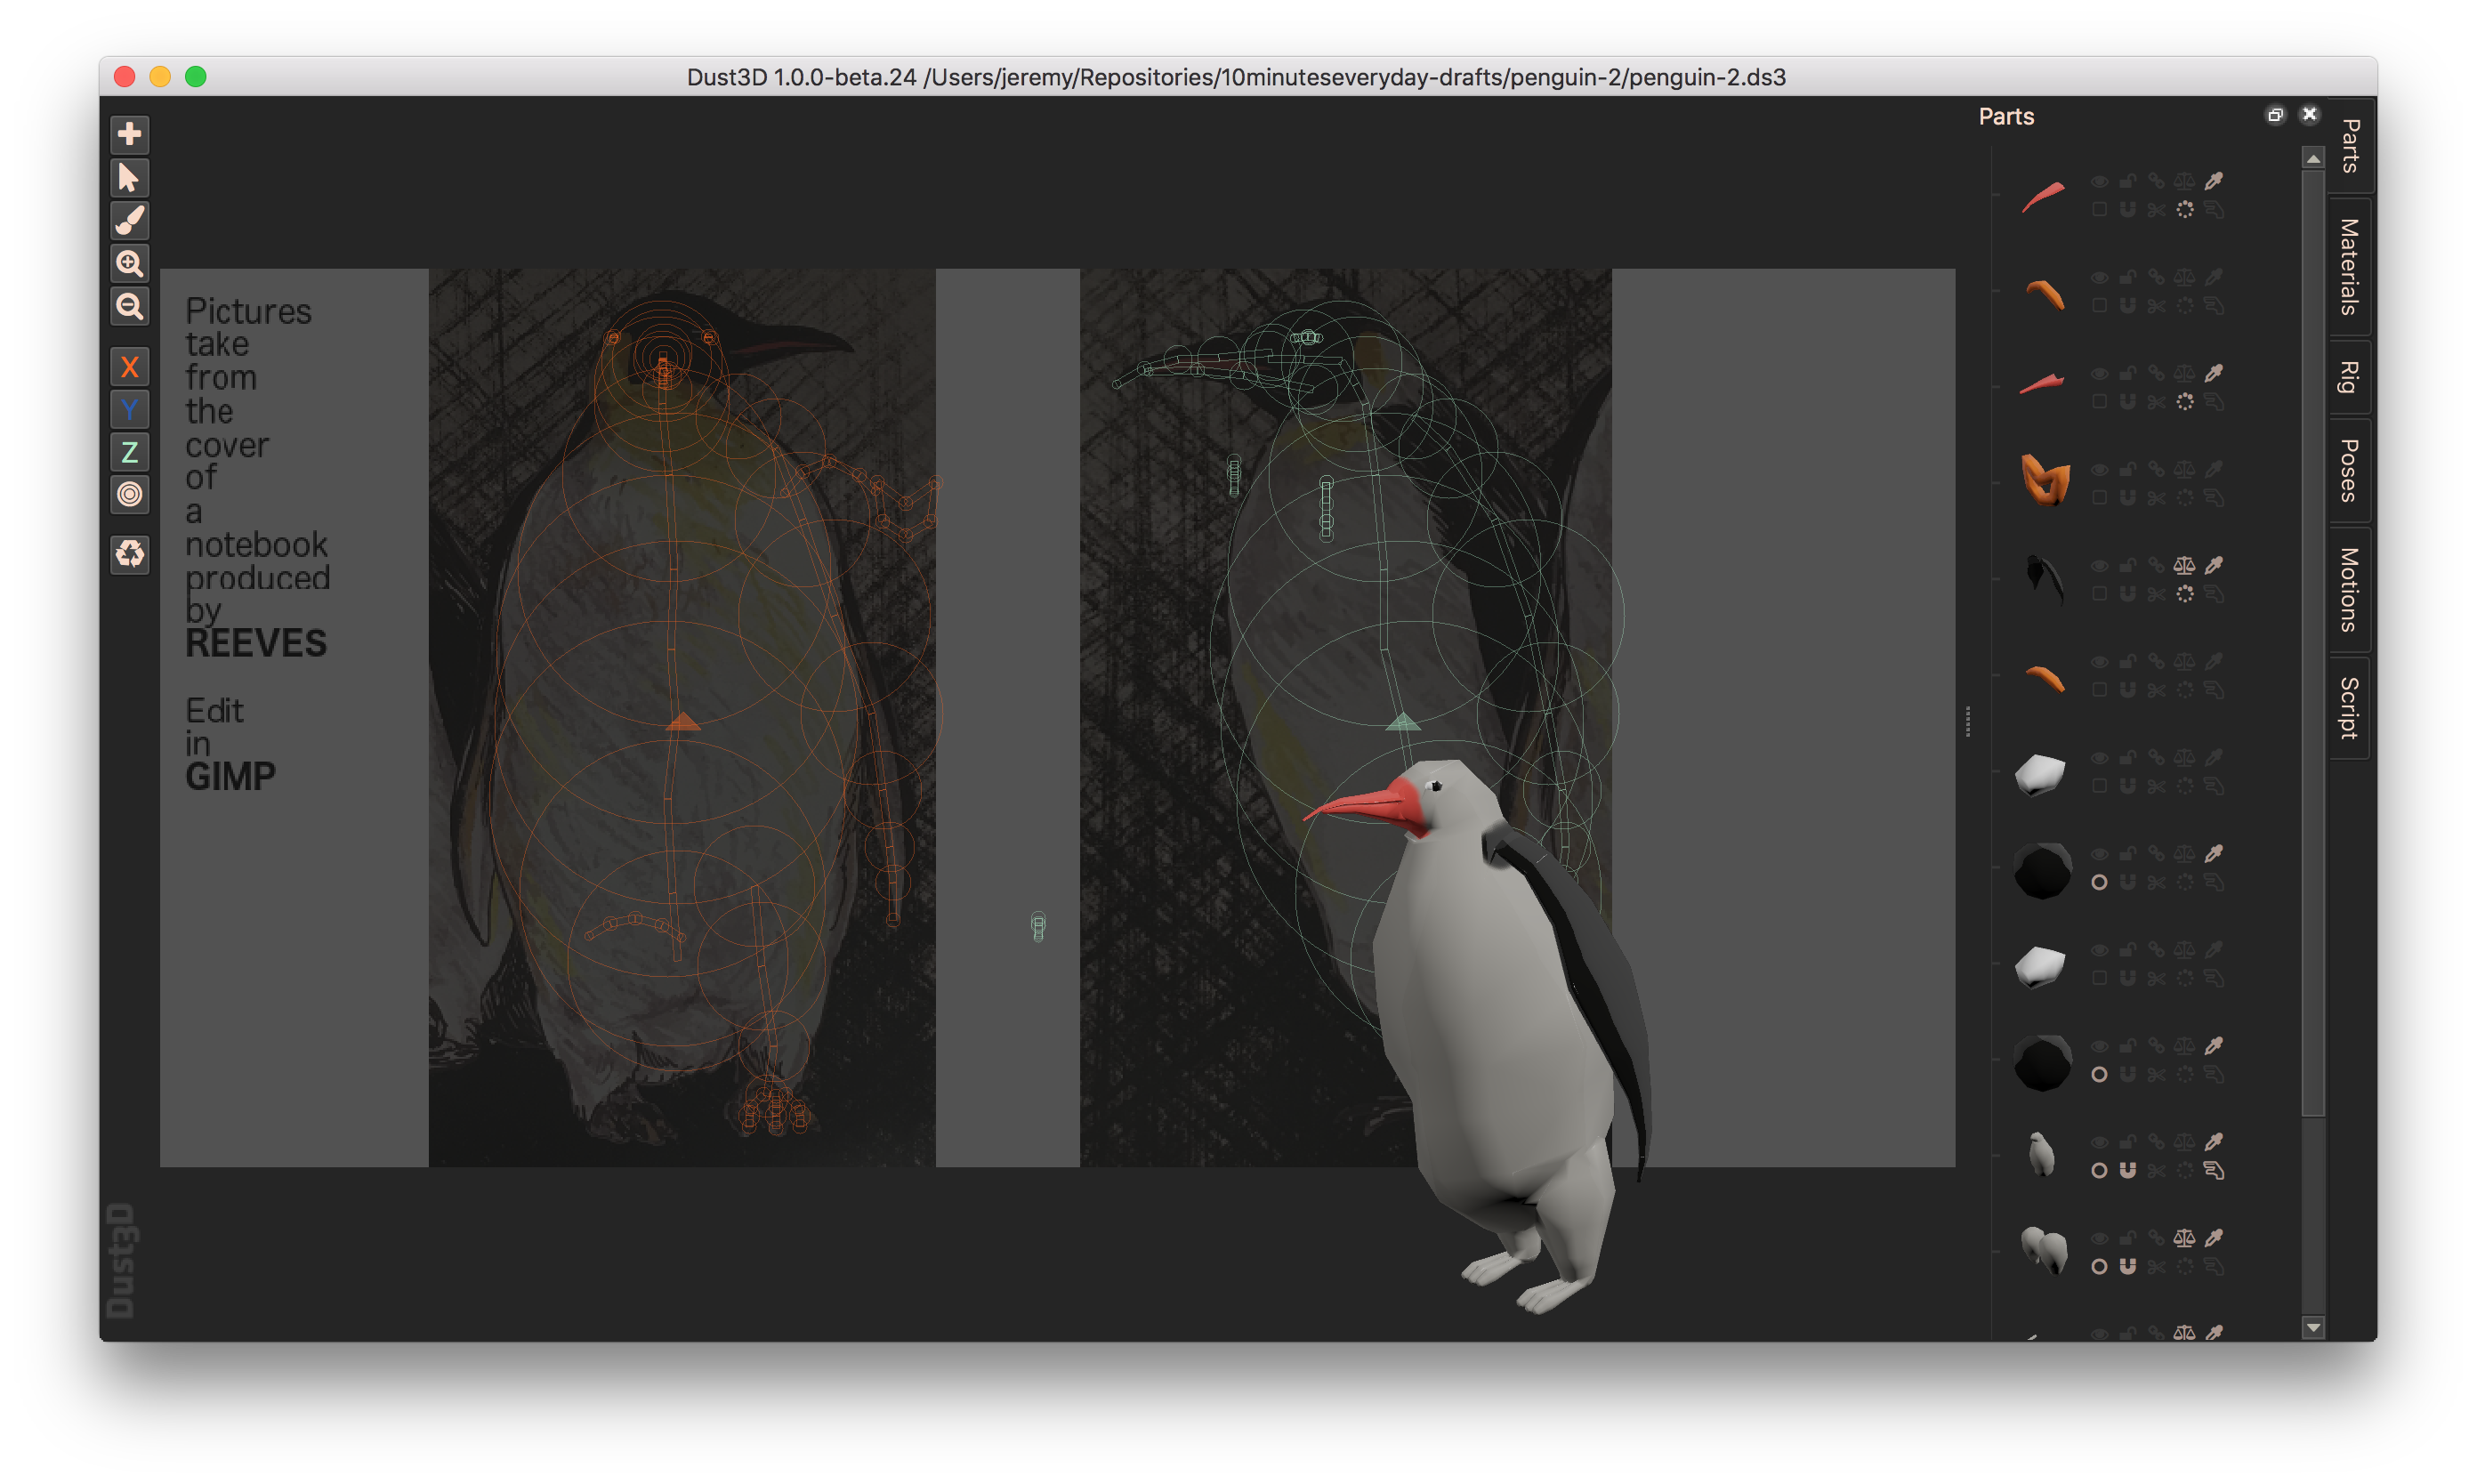 Dust3D 1.0.0-beta.24 /Users/jeremy/Repositories/10minuteseveryday-drafts/penguin-2/penguin-2.ds3
Parts
Parts
Materials
Rig
Poses
Motions
Script
X
Y
Z
Pictures
take
from
the
cover
of
a
notebook
produced
by
REEVES
Edit
in
GIMP
Dust3D